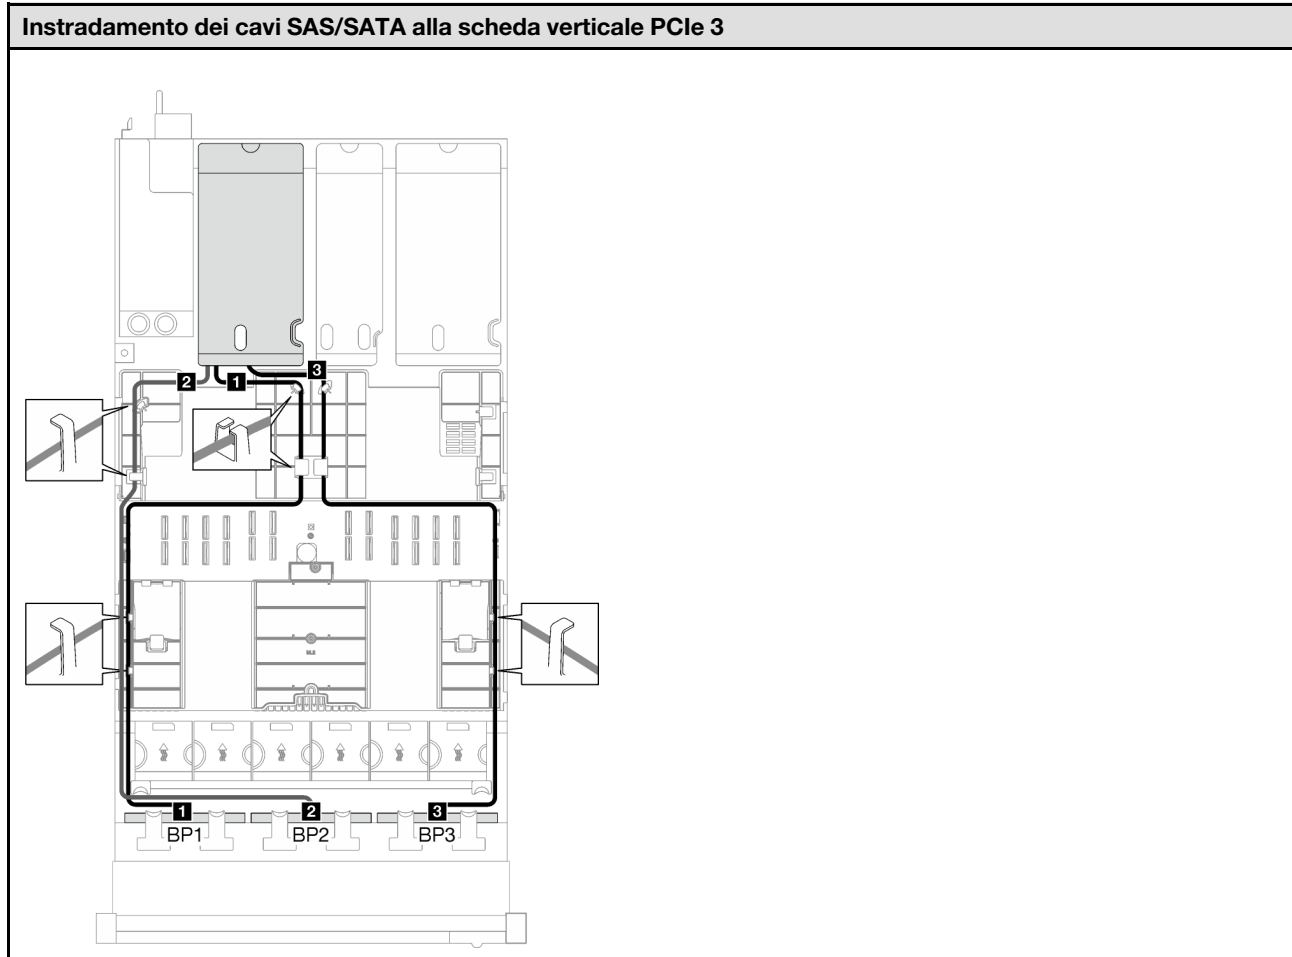 Instradamento dei cavi SAS/SATA alla scheda verticale PCIe 3
3
2
1
1
2
3
BP1
BP2
BP3